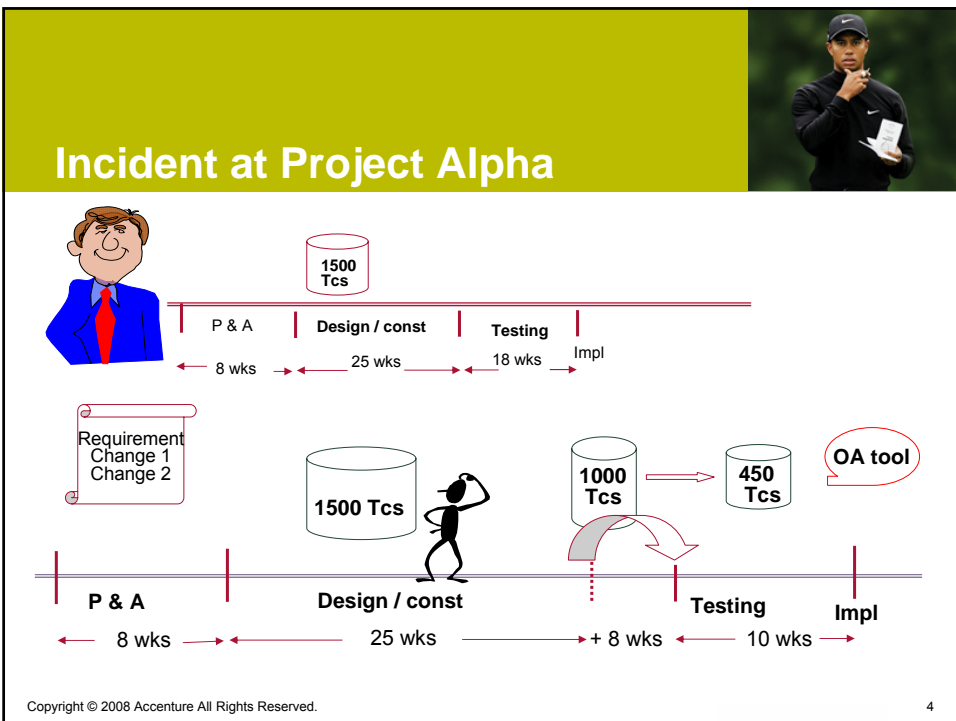 Incident at Project Alpha
1500
Tcs
P & A
Design / const
Testing
Impl
8 wks
25 wks
18 wks
Requirement
Change 1
Change 2
1500 Tcs
1000
Tcs
450
Tcs
OA tool
P & A
Design / const
Testing
Impl
8 wks
25 wks
+ 8 wks
10 wks
Copyright © 2008 Accenture All Rights Reserved.
4